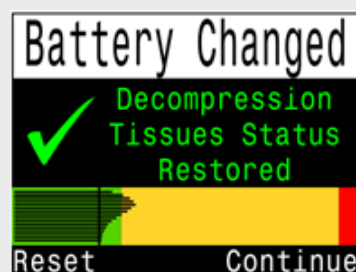 Battery Changed
Decompression
Tissues Status
Restored
Reset Continue